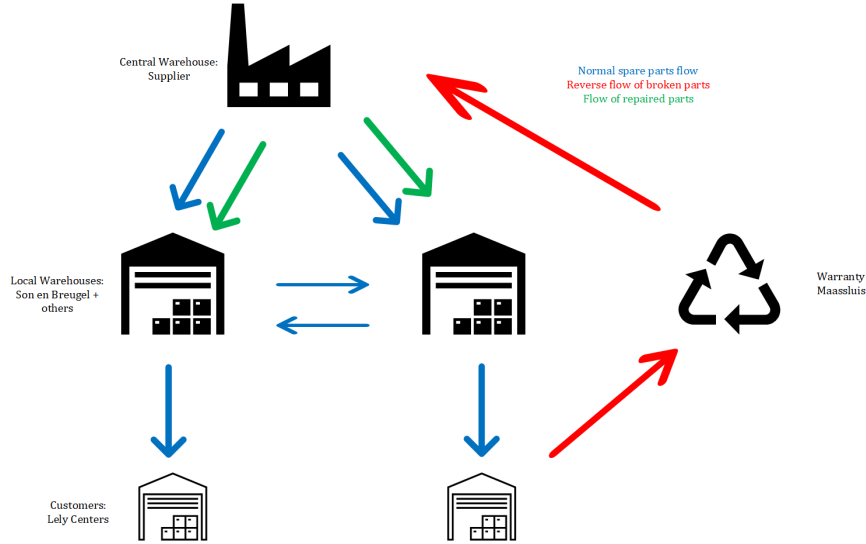 Central Warehouse:
Supplier
Normal spare parts flow
Reverse flow of broken parts
Flow of repaired parts
Local Warehouses:
Son en Breugel +
others
Warranty
Maassluis
Customers:
Lely Centers